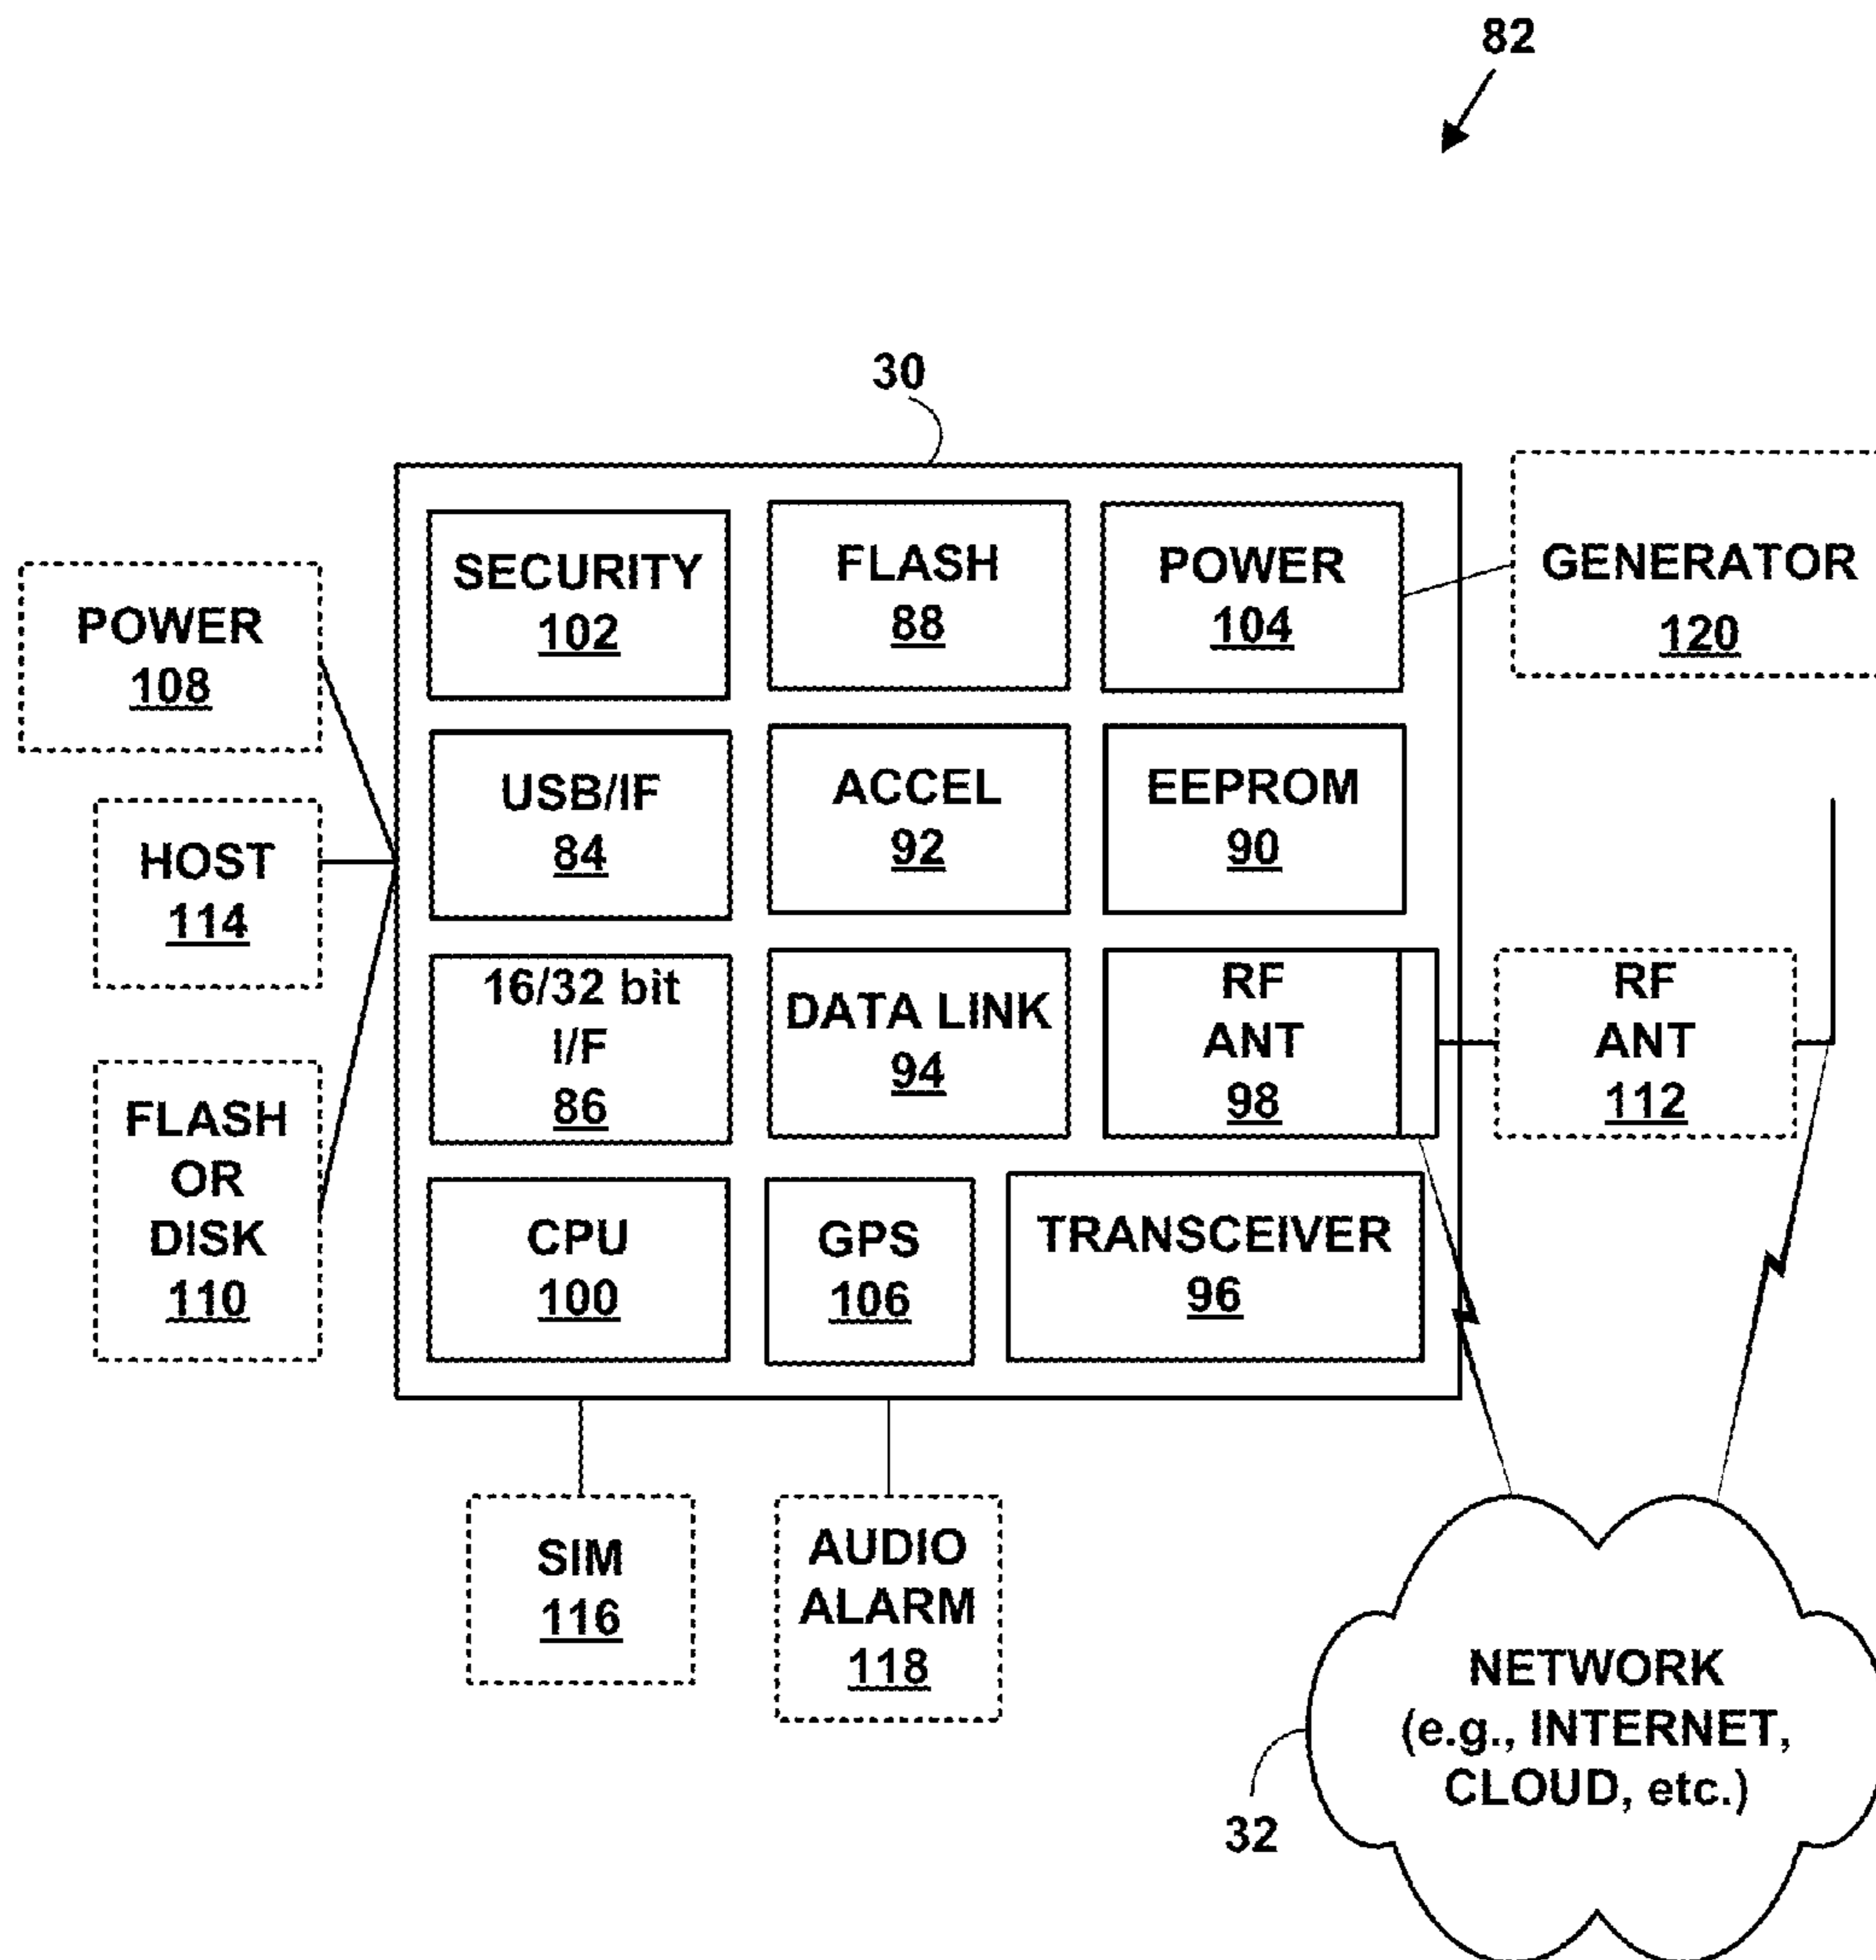 82
30
SECURITY
102
FLASH
88
POWER
104
GENERATOR
120
POWER
108
USB/IF
84
ACCEL
92
EEPROM
90
HOST
114
16/32 bit
I/F
86
DATA LINK
94
RF
ANT
98
RF
ANT
112
FLASH
OR
DISK
110
CPU
100
GPS
106
TRANSCEIVER
96
SIM
116
AUDIO
ALARM
118
NETWORK
(e.g., INTERNET,
CLOUD, etc.)
32